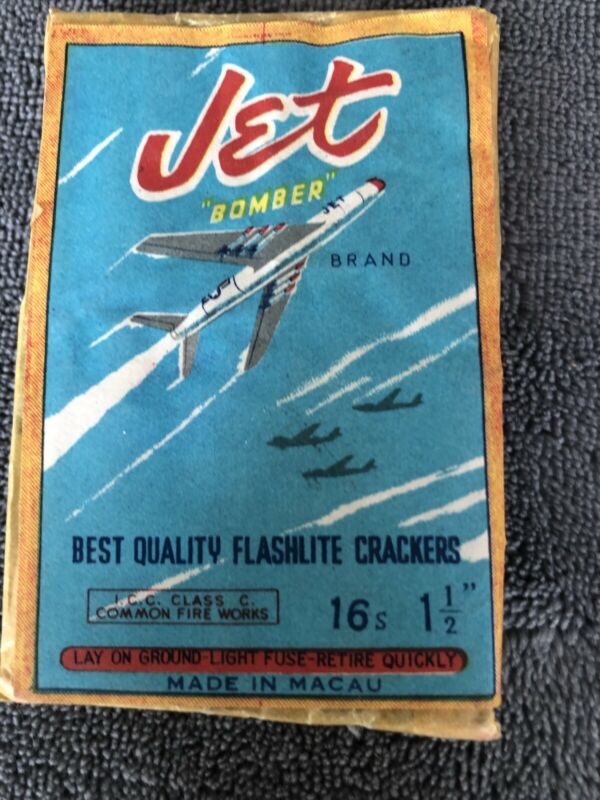 Jet
"BOMBER"
JET
BRAND
BEST QUALITY FLASHLITE CRACKERS
I.C.C. CLASS C.
COMMON FIRE WORKS
16s 1 1/2"
LAY ON GROUND-LIGHT FUSE-RETIRE QUICKLY
MADE IN MACAU